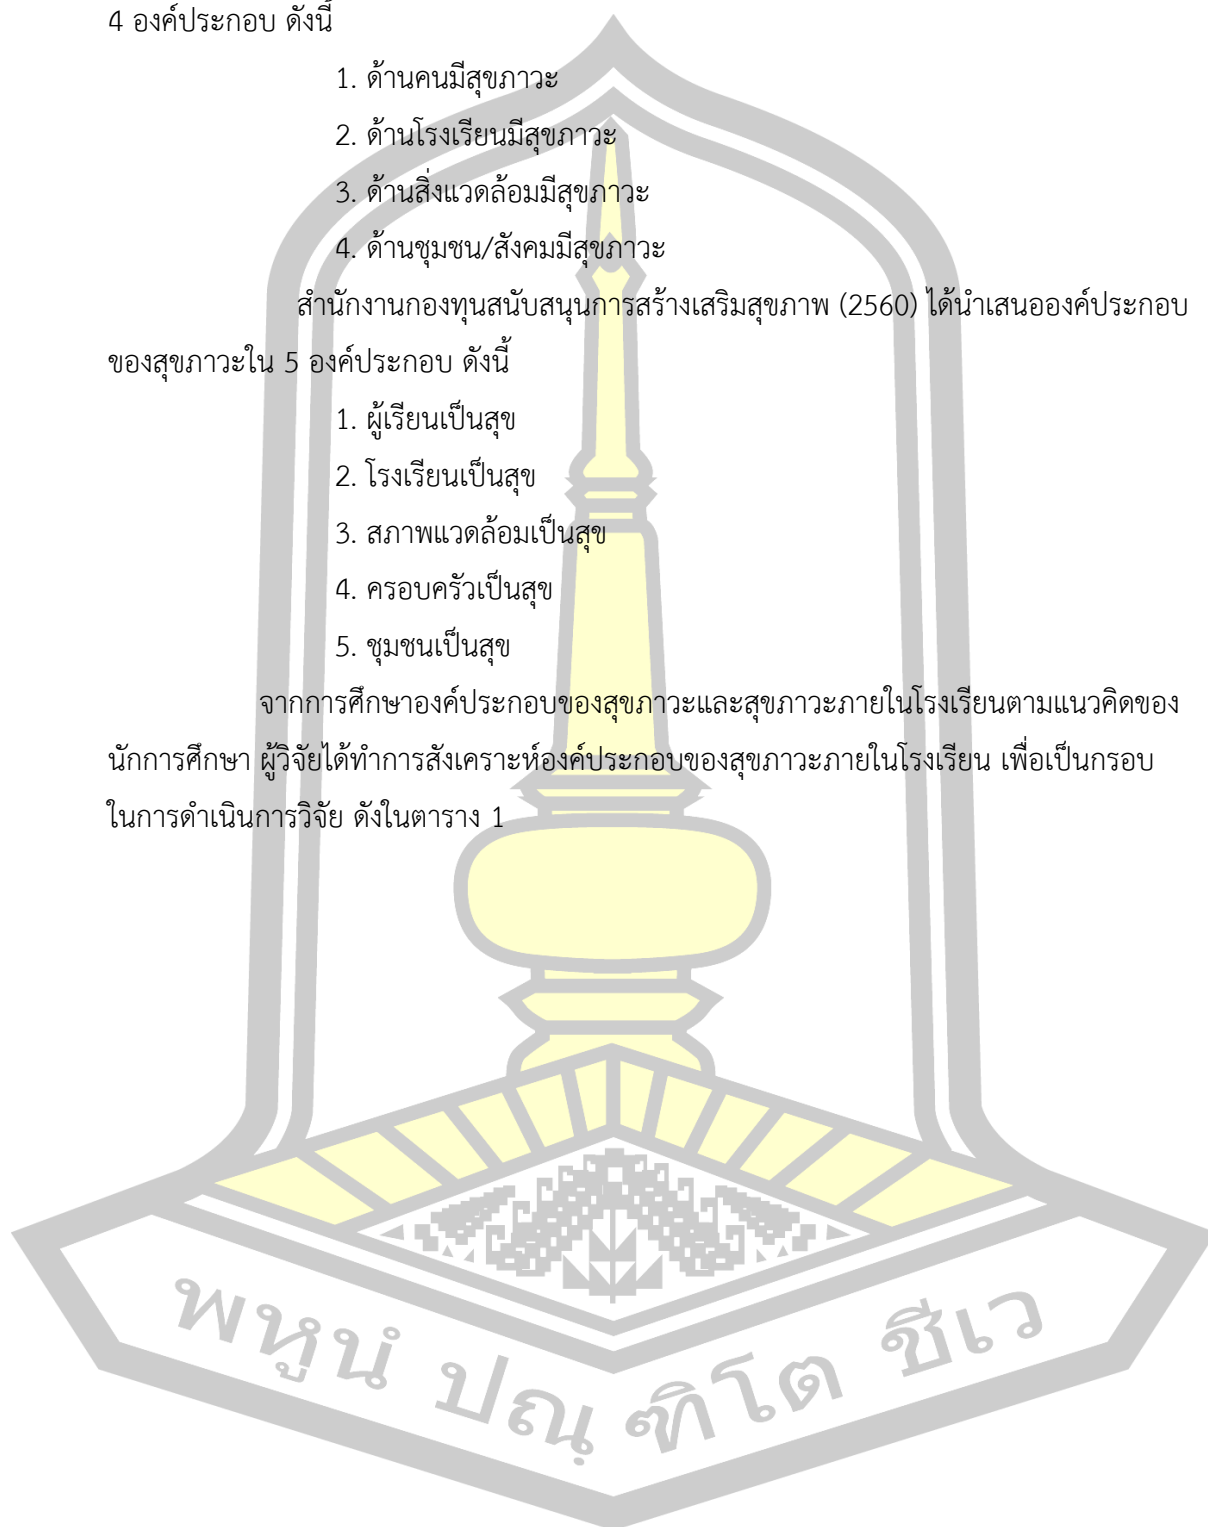 4 องค์ประกอบ ดังนี้
1. ด้านคนมีสุขภาวะ
2. ด้านโรงเรียนมีสุขภาวะ
3. ด้านสิ่งแวดล้อมมีสุขภาวะ
4. ด้านชุมชน/สังคมมีสุขภาวะ
สำนักงานกองทุนสนับสนุนการสร้างเสริมสุขภาพ (2560) ได้นำเสนอองค์ประกอบ
ของสุขภาวะใน 5 องค์ประกอบ ดังนี้
1. ผู้เรียนเป็นสุข
2. โรงเรียนเป็นสุข
3. สภาพแวดล้อมเป็นสุข
4. ครอบครัวเป็นสุข
5. ชุมชนเป็นสุข
จากการศึกษาองค์ประกอบของสุขภาวะและสุขภาวะภายในโรงเรียนตามแนวคิดของ
นักการศึกษา ผู้วิจัยได้ทำการสังเคราะห์องค์ประกอบของสุขภาวะภายในโรงเรียน เพื่อเป็นกรอบ
ในการดำเนินการวิจัย ดังในตาราง 1
พหูนํ ปณฺฑิโต ชีเว